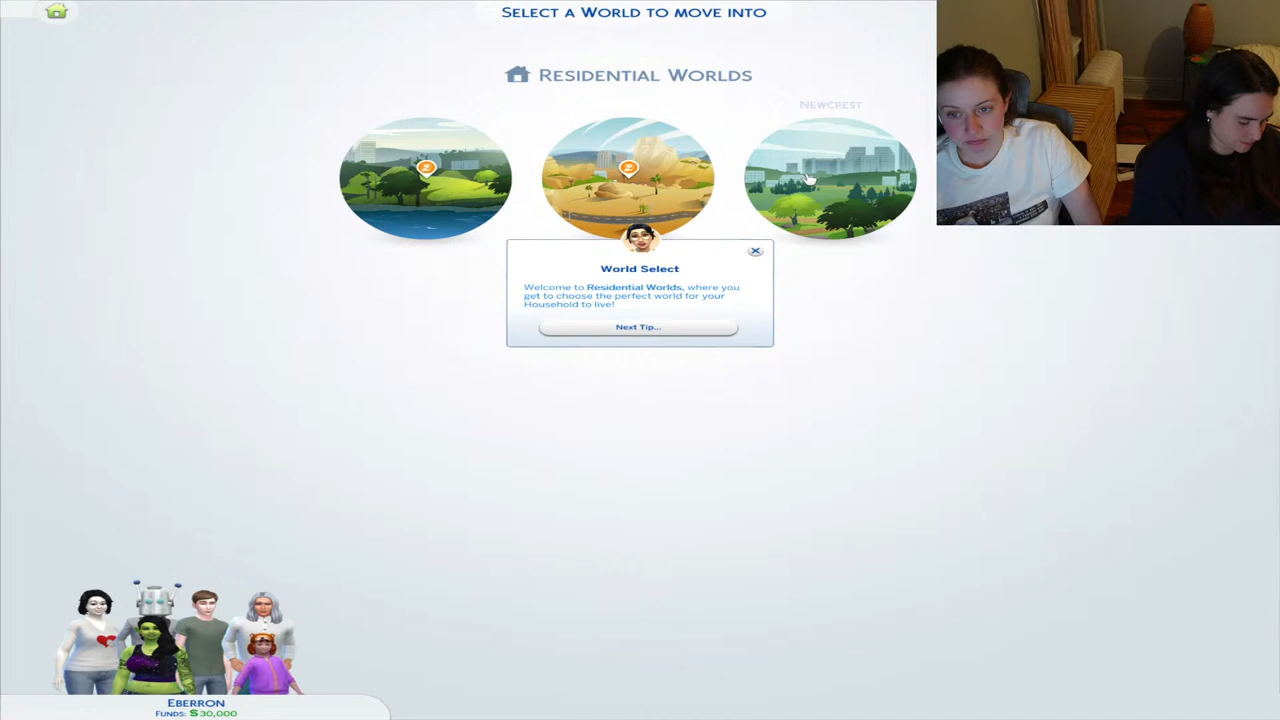 Select a World to move into
Residential Worlds
Newcrest
World Select
Welcome to Residential Worlds, where you
get to choose the perfect world for your
Household to live!
Next Tip...
Eberron
Funds: §30,000